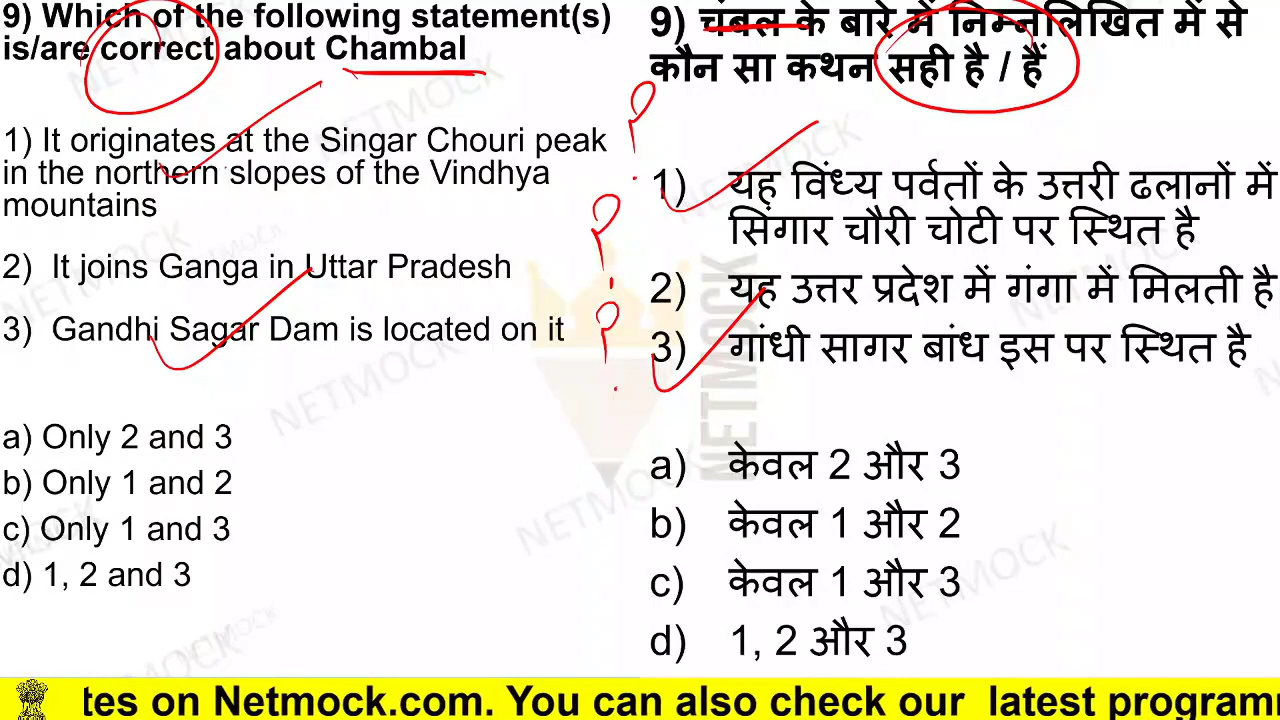 9) Which of the following statement(s)
is/are correct about Chambal
1) It originates at the Singar Chouri peak
in the northern slopes of the Vindhya
mountains
2) It joins Ganga in Uttar Pradesh
3) Gandhi Sagar Dam is located on it
a) Only 2 and 3
b) Only 1 and 2
c) Only 1 and 3
d) 1, 2 and 3
9) चंबल के बारे में निम्नलिखित में से
कौन सा कथन सही है / हैं
1) यह विंध्य पर्वतों के उत्तरी ढलानों में
सिंगार चौरी चोटी पर स्थित है
2) यह उत्तर प्रदेश में गंगा में मिलती है
3) गांधी सागर बांध इस पर स्थित है
a) केवल 2 और 3
b) केवल 1 और 2
c) केवल 1 और 3
d) 1, 2 और 3
NETMOCK
tes on Netmock.com. You can also check our latest program